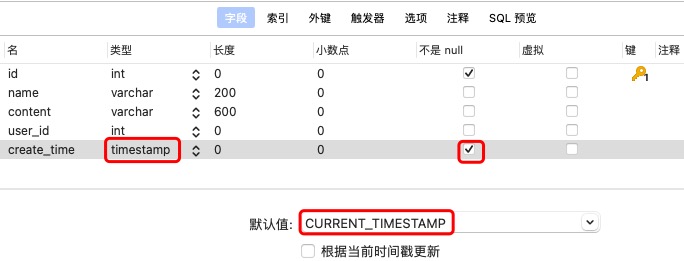 字段 索引 外键 触发器 选项 注释 SQL 预览
名 类型 长度 小数点 不是 null 虚拟 键 注释
id int 0 0 1
name varchar 200 0
content varchar 600 0
user_id int 0 0
create_time timestamp 0 0
默认值: CURRENT_TIMESTAMP
根据当前时间戳更新